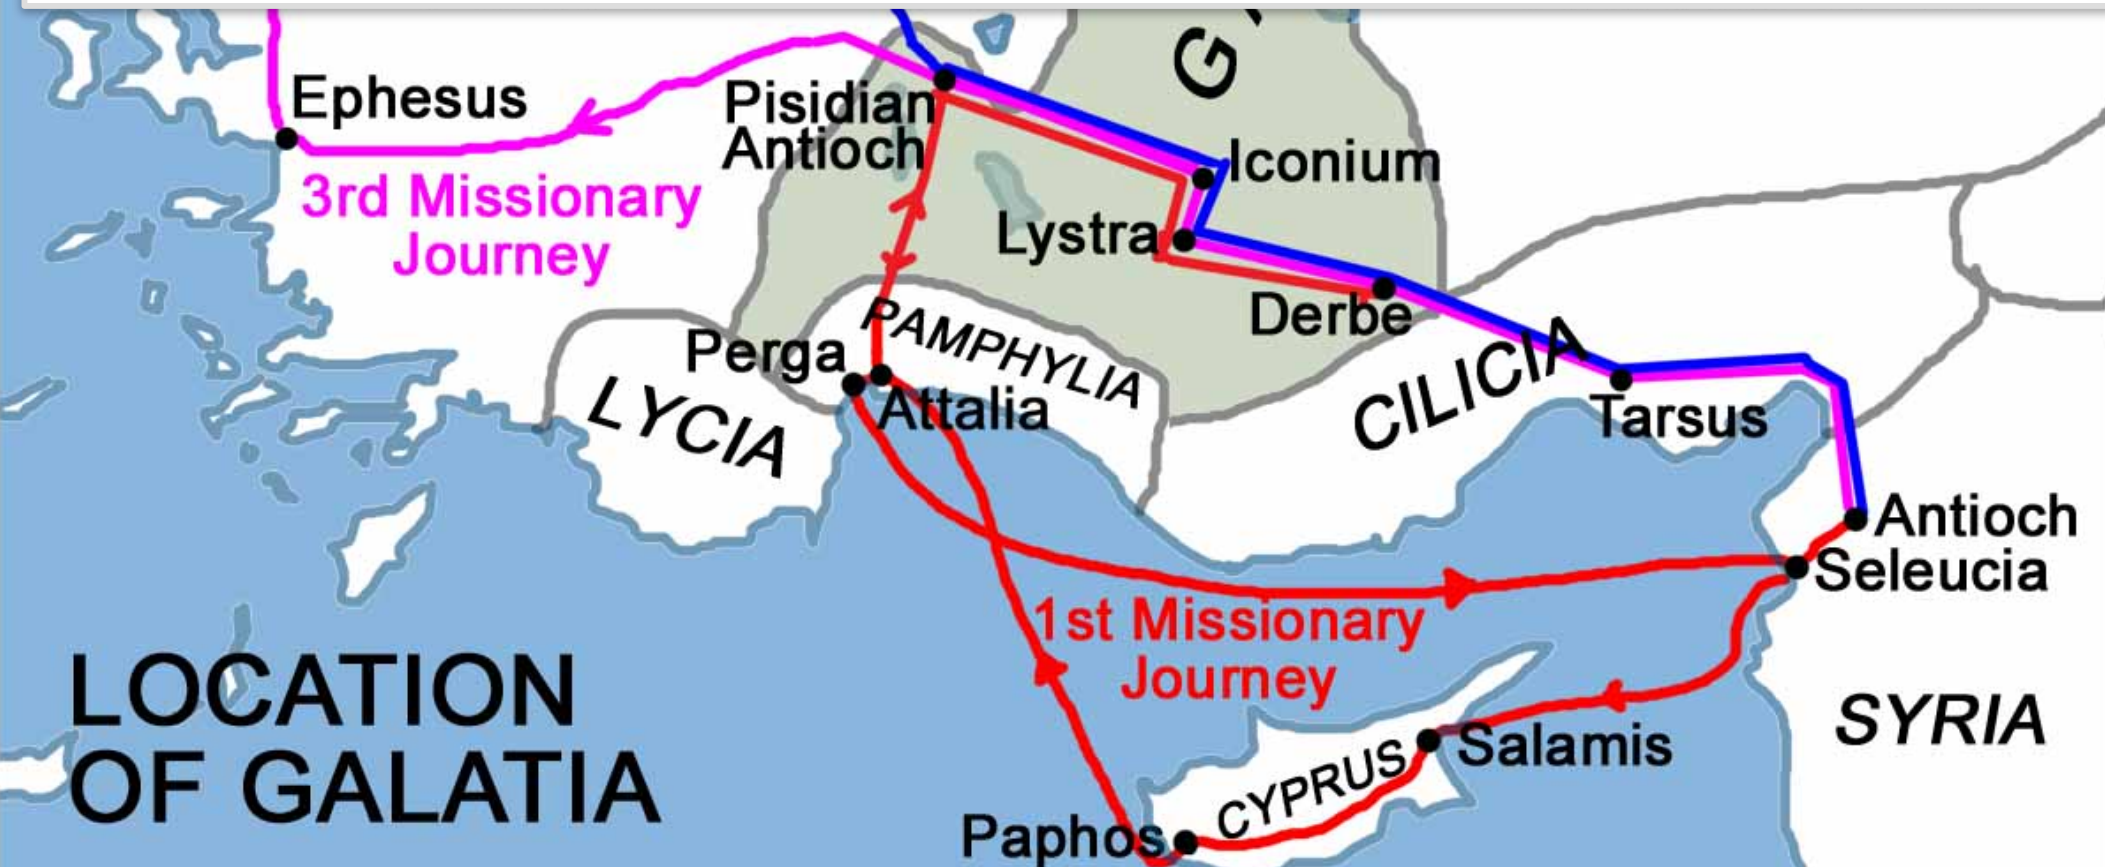 G
Ephesus
Pisidian
Antioch
Iconium
3rd Missionary
Journey
Lystra
Derbe
PAMPHYLIA
Perga
Attalia
LYCIA
CILICIA
Tarsus
Antioch
Seleucia
1st Missionary
Journey
LOCATION
OF GALATIA
SYRIA
Salamis
CYPRUS
Paphos